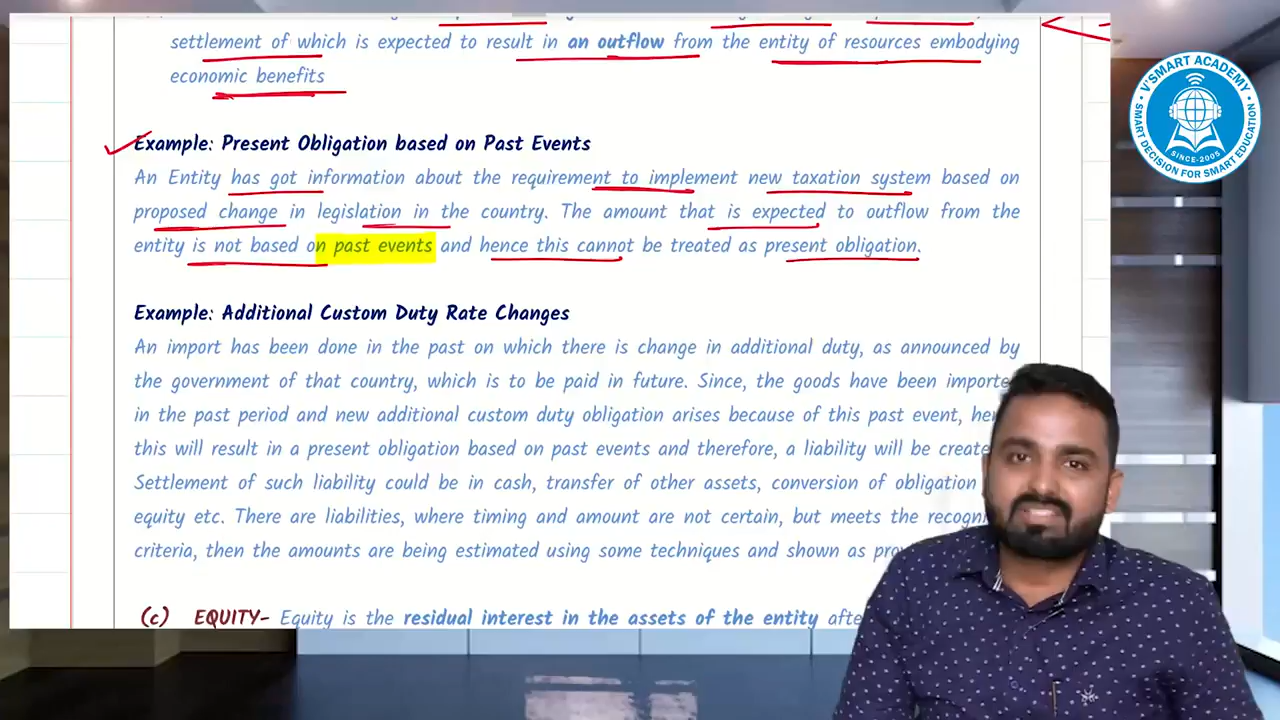 settlement of which is expected to result in an outflow from the entity of resources embodying
economic benefits
Example: Present Obligation based on Past Events
An Entity has got information about the requirement to implement new taxation system based on
proposed change in legislation in the country. The amount that is expected to outflow from the
entity is not based on past events and hence this cannot be treated as present obligation.
Example: Additional Custom Duty Rate Changes
An import has been done in the past on which there is change in additional duty, as announced by
the government of that country, which is to be paid in future. Since, the goods have been
in the past period and new additional custom duty obligation arises because of this past event,
this will result in a present obligation based on past events and therefore, a liability will be
Settlement of such liability could be in cash, transfer of other assets, conversion of obligation
equity etc. There are liabilities, where timing and amount are not certain, but meets the
criteria, then the amounts are being estimated using some techniques and shown as
(c) EQUITY- Equity is the residual interest in the assets of the entity
V'SMART ACADEMY
SINCE-2005
SMART DECISION FOR SMART EDUCATION